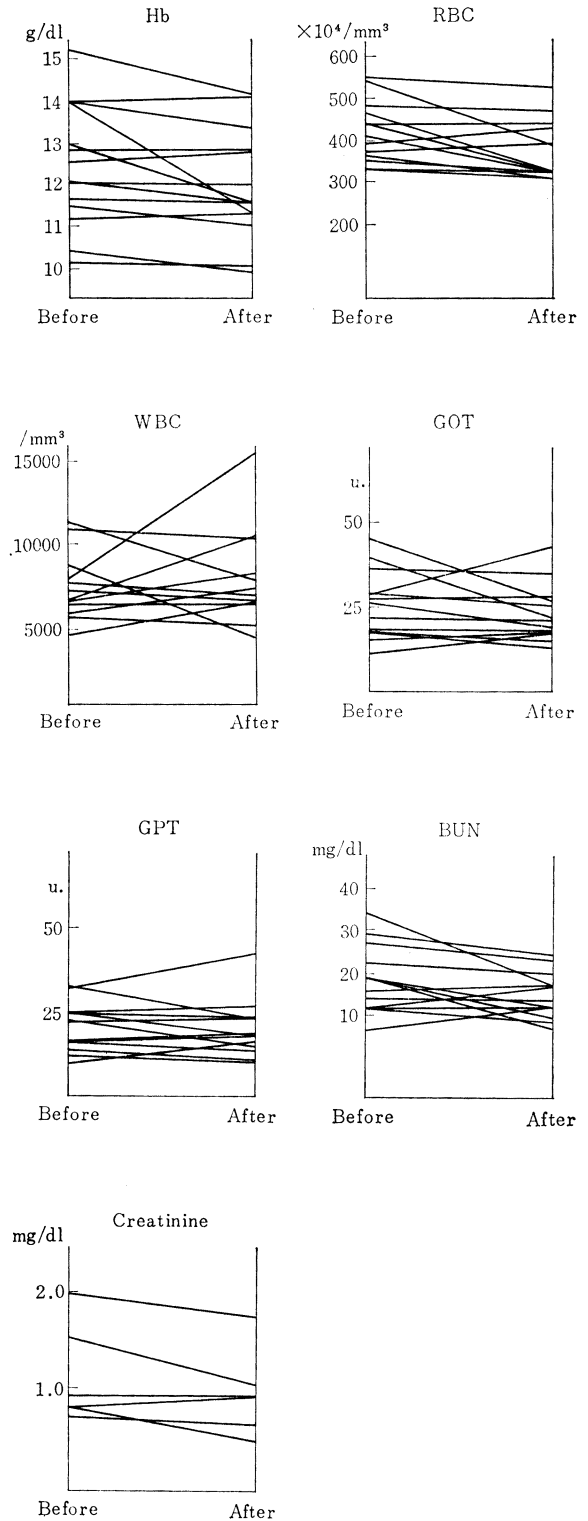 Hb
g/dl
15
14
13
12
11
10
Before After
RBC
×10⁴/mm³
600
500
400
300
200
Before After
WBC
/mm³
15000
10000
5000
Before After
GOT
u.
50
25
Before After
GPT
u.
50
25
Before After
BUN
mg/dl
40
30
20
10
Before After
Creatinine
mg/dl
2.0
1.0
Before After